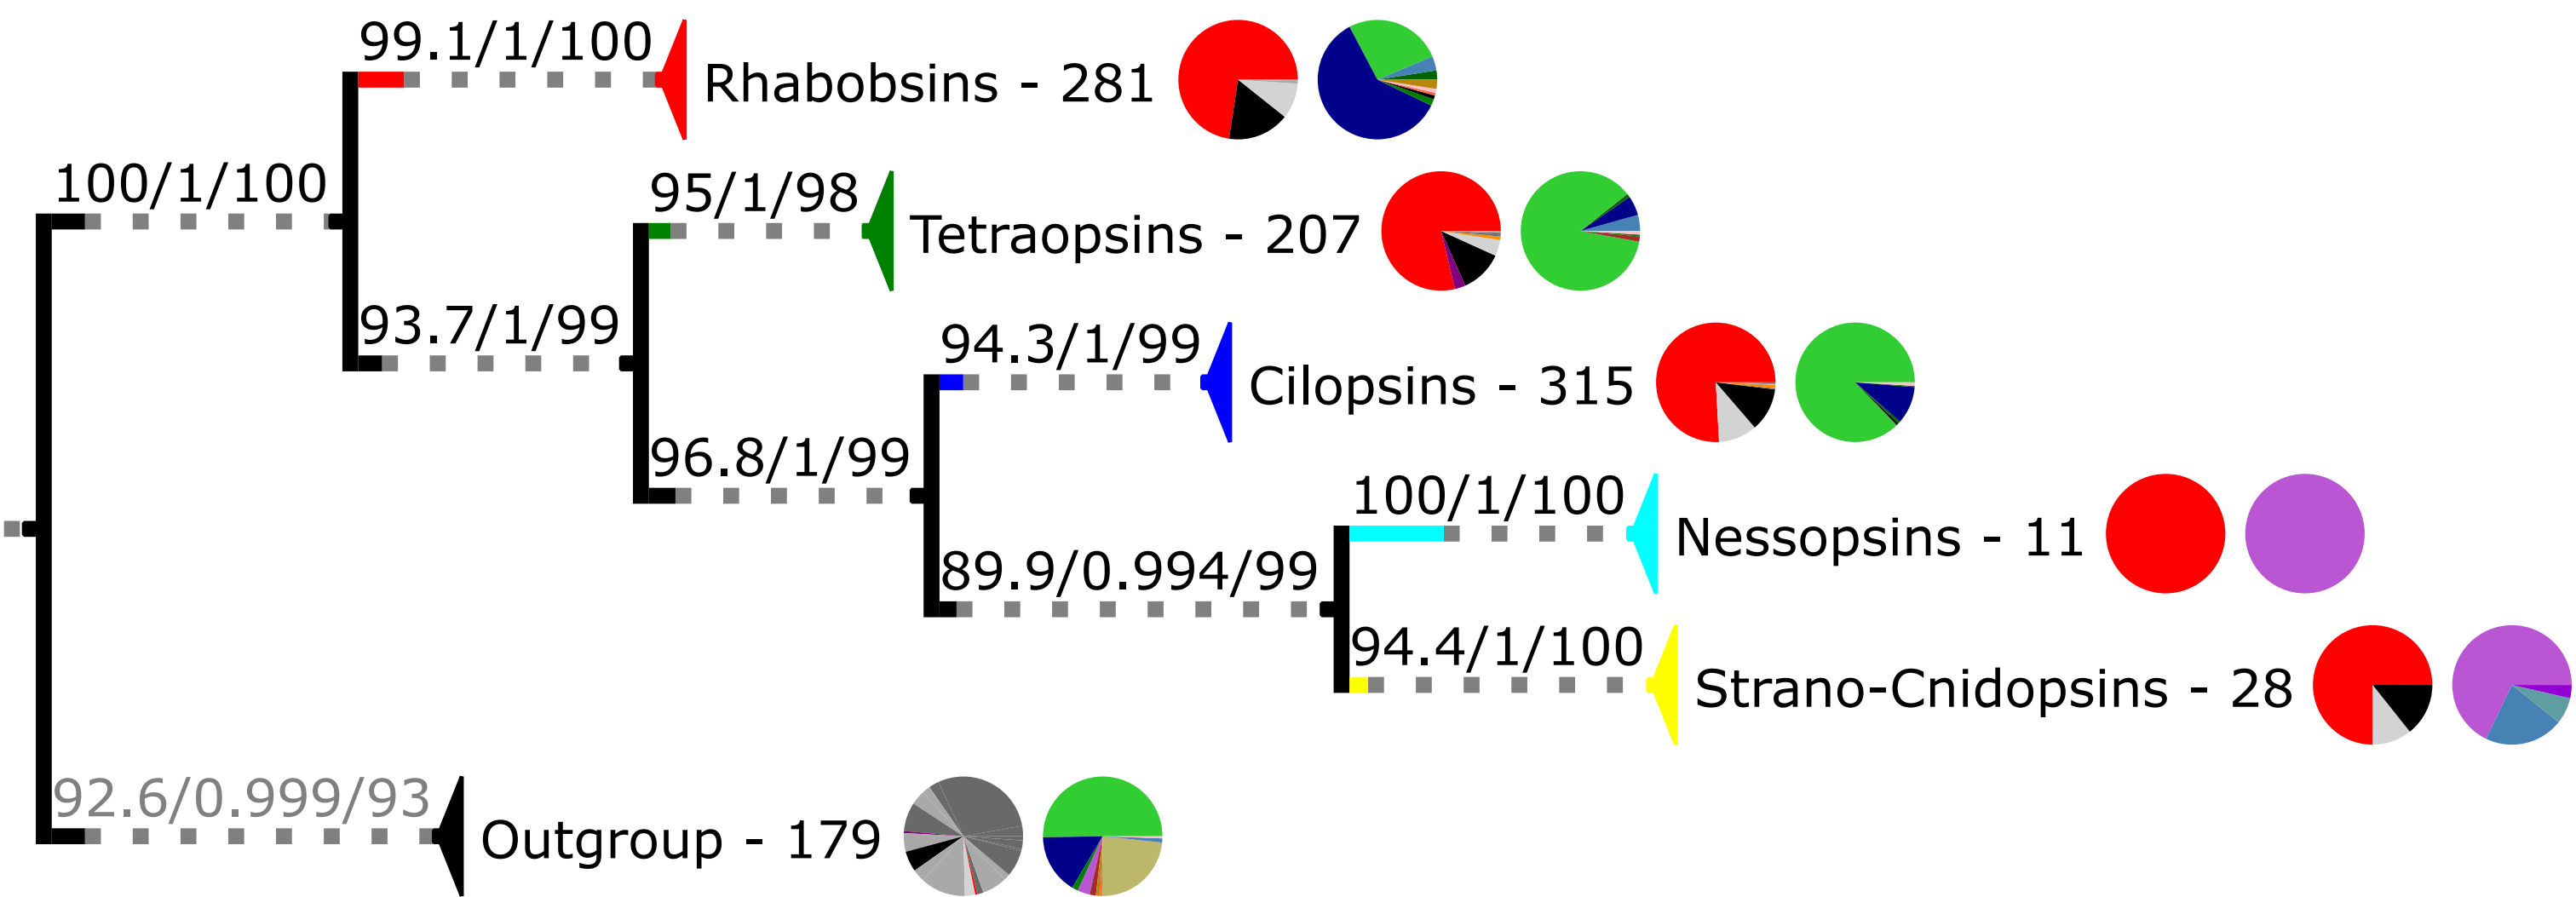 99.1/1/100
Rhabobsins - 281
100/1/100
95/1/98
Tetraopsins - 207
93.7/1/99
94.3/1/99
Cilopsins - 315
96.8/1/99
100/1/100
Nessopsins - 11
89.9/0.994/99
94.4/1/100
Strano-Cnidopsins - 28
92.6/0.999/93
Outgroup - 179